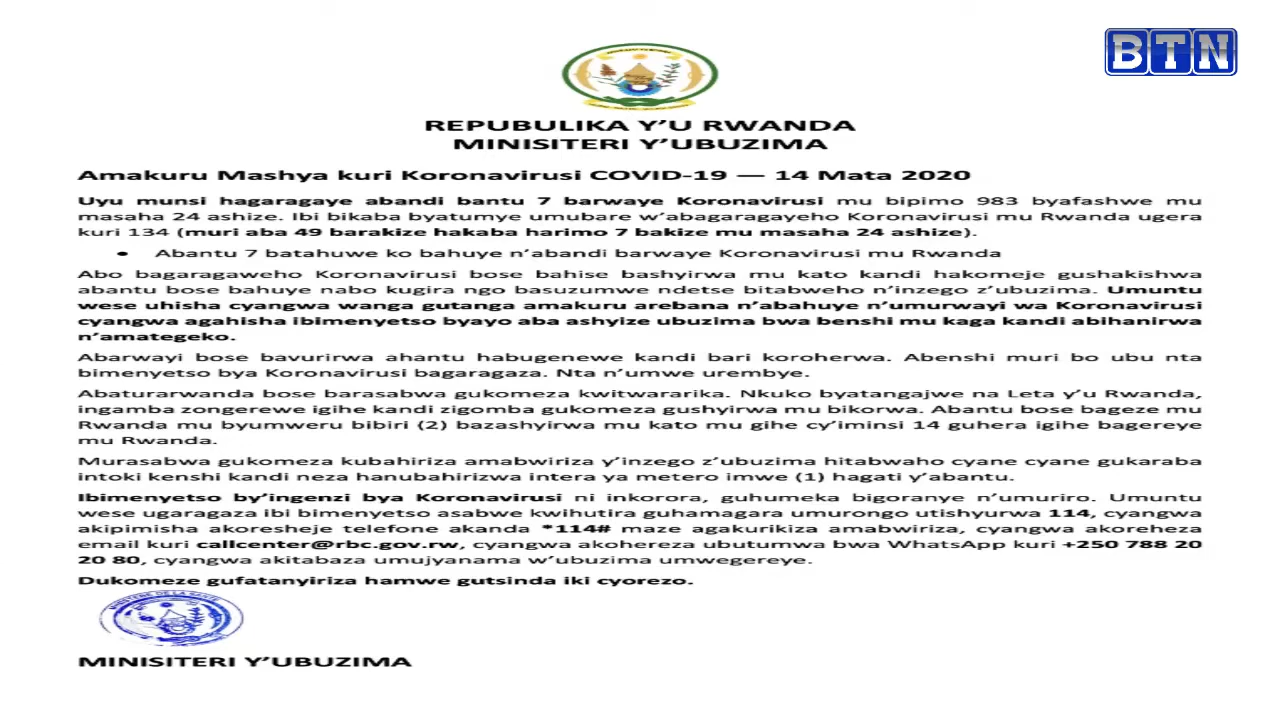 BTN
REPUBULIKA Y'U RWANDA
MINISITERI Y'UBUZIMA
Amakuru Mashya kuri Koronavirusi COVID-19 — 14 Mata 2020
Uyu munsi hagaragaye abandi bantu 7 barwaye Koronavirusi mu bipimo 983 byafashwe mu
masaha 24 ashize. Ibi bikaba byatumye umubare w'abagaragayeho Koronavirusi mu Rwanda ugera
kuri 134 (muri aba 49 barakize hakaba harimo 7 bakize mu masaha 24 ashize).
• Abantu 7 batahuwe ko bahuye n'abandi barwaye Koronavirusi mu Rwanda
Abo bagaragaweho Koronavirusi bose bahise bashyirwa mu kato kandi hakomeje gushakishwa
abantu bose bahuye nabo kugira ngo basuzumwe ndetse bitabweho n'inzego z'ubuzima. Umuntu
wese uhisha cyangwa wanga gutanga amakuru arebana n'abahuye n'umurwayi wa Koronavirusi
cyangwa agahisha ibimenyetso byayo aba ashyize ubuzima bwa benshi mu kaga kandi abihanirwa
n'amategeko.
Abarwayi bose bavurirwa ahantu habugenewe kandi bari koroherwa. Abenshi muri bo ubu nta
bimenyetso bya Koronavirusi bagaragaza. Nta n'umwe urembye.
Abaturarwanda bose barasabwa gukomeza kwitwararika. Nkuko byatangajwe na Leta y'u Rwanda,
ingamba zongerewe igihe kandi zigomba gukomeza gushyirwa mu bikorwa. Abantu bose bageze mu
Rwanda mu byumweru bibiri (2) bazashyirwa mu kato mu gihe cy'iminsi 14 guhera igihe bagereye
mu Rwanda.
Murasabwa gukomeza kubahiriza amabwiriza y'inzego z'ubuzima hitabwaho cyane cyane gukaraba
intoki kenshi kandi neza hanubahirizwa intera ya metero imwe (1) hagati y'abantu.
Ibimenyetso by'ingenzi bya Koronavirusi ni inkorora, guhumeka bigoranye n'umuriro. Umuntu
wese ugaragaza ibi bimenyetso asabwe kwihutira guhamagara umurongo utishyurwa 114, cyangwa
akipimisha akoresheje telefone akanda *114# maze agakurikiza amabwiriza, cyangwa akoreheza
email kuri callcenter@rbc.gov.rw, cyangwa akohereza ubutumwa bwa WhatsApp kuri +250 788 20
20 80, cyangwa akitabaza umujyanama w'ubuzima umwegereye.
Dukomeze gufatanyiriza hamwe gutsinda iki cyorezo.
MINISTERE DE LA SANTE
MINISITERI Y'UBUZIMA